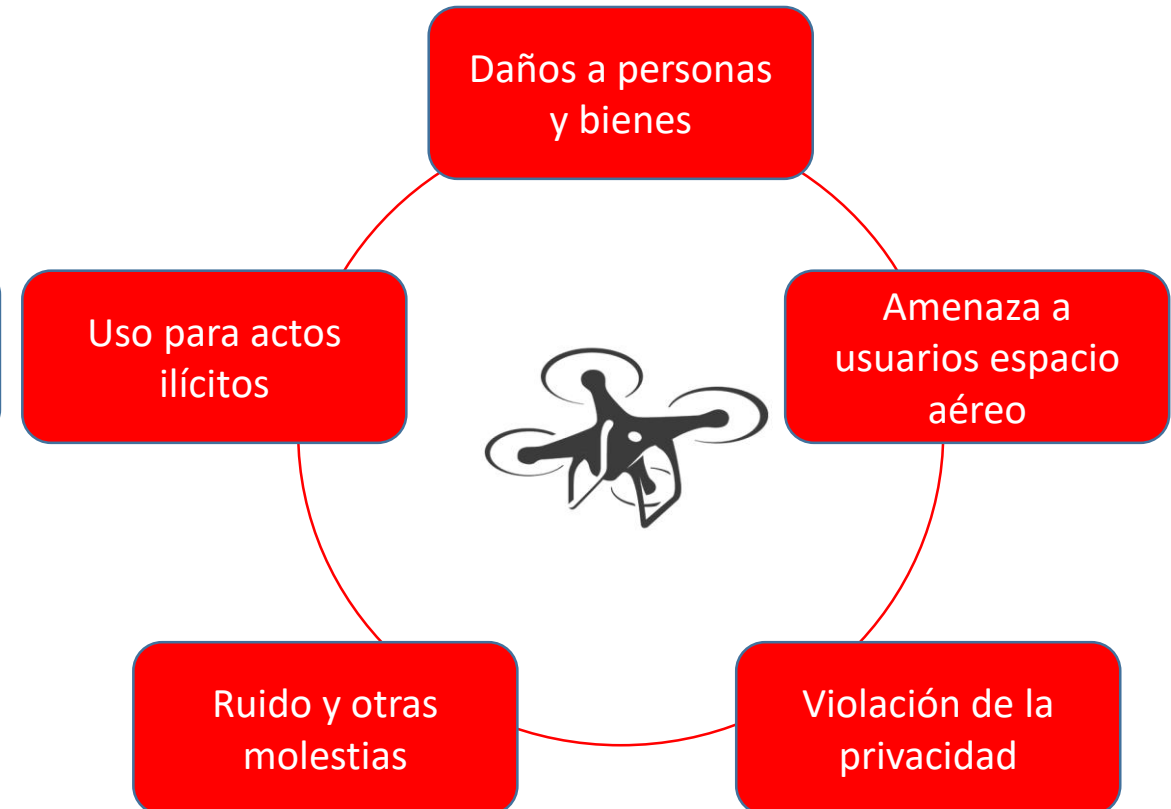 Daños a personas
y bienes
Uso para actos
ilícitos
Amenaza a
usuarios espacio
aéreo
Ruido y otras
molestias
Violación de la
privacidad